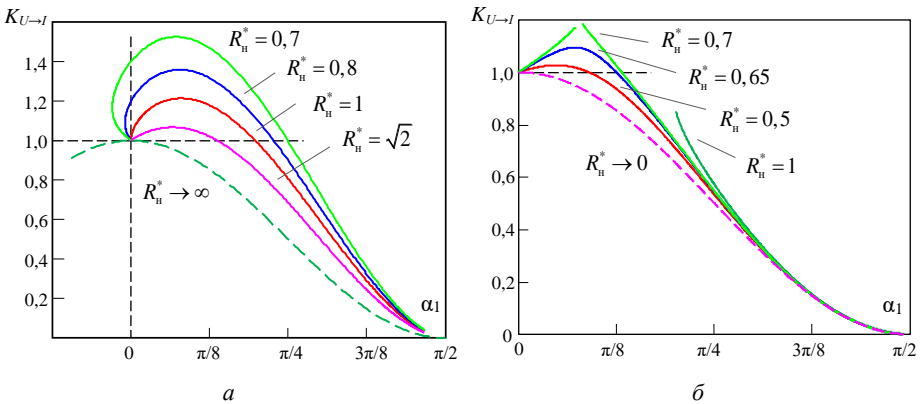 K_{U→I}
1,4
1,2
1,0
0,8
0,6
0,4
0,2
0
π/8
π/4
3π/8
π/2
α₁
R*ₙ = 0,7
R*ₙ = 0,8
R*ₙ = 1
R*ₙ = √2
R*ₙ → ∞
а
K_{U→I}
1,0
0,8
0,6
0,4
0,2
0
0
π/8
π/4
3π/8
π/2
α₁
R*ₙ = 0,7
R*ₙ = 0,65
R*ₙ = 0,5
R*ₙ = 1
R*ₙ → 0
б